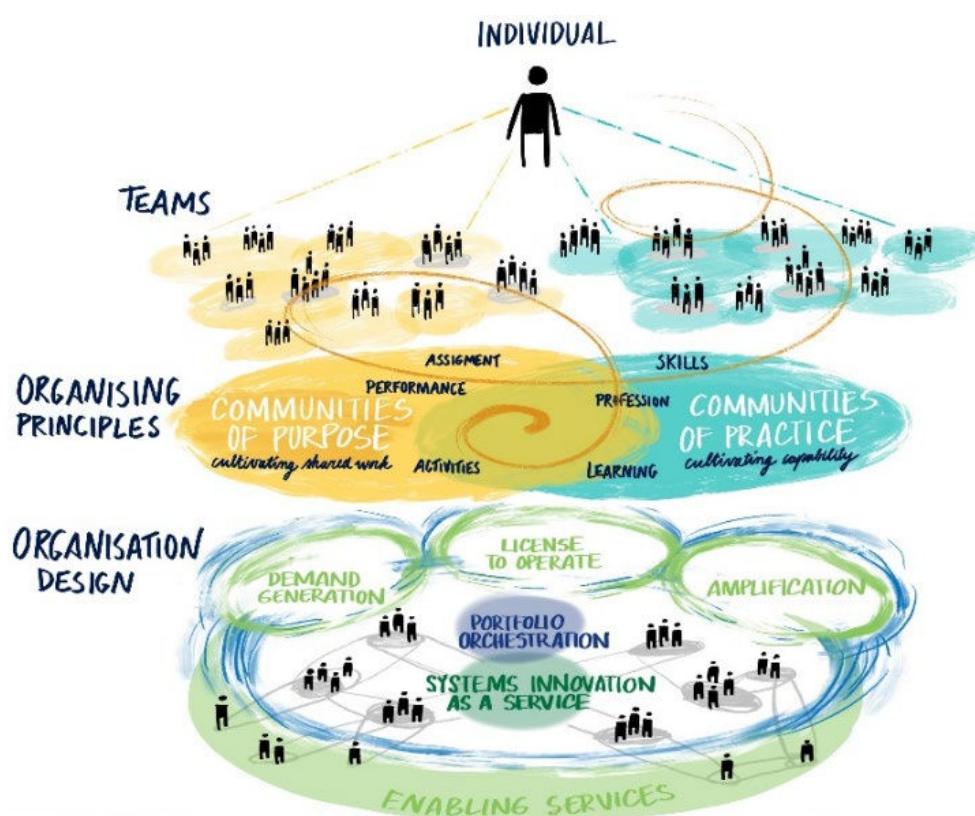 INDIVIDUAL
TEAMS
ORGANISING
PRINCIPLES
ASSIGMENT
PERFORMANCE
COMMUNITIES
OF PURPOSE
cultivating shared work
ACTIVITIES
SKILLS
PROFESSION
COMMUNITIES
OF PRACTICE
cultivating capability
LEARNING
ORGANISATION
DESIGN
DEMAND
GENERATION
LICENSE
TO OPERATE
AMPLIFICATION
PORTFOLIO
ORCHESTRATION
SYSTEMS INNOVATION
AS A SERVICE
ENABLING SERVICES